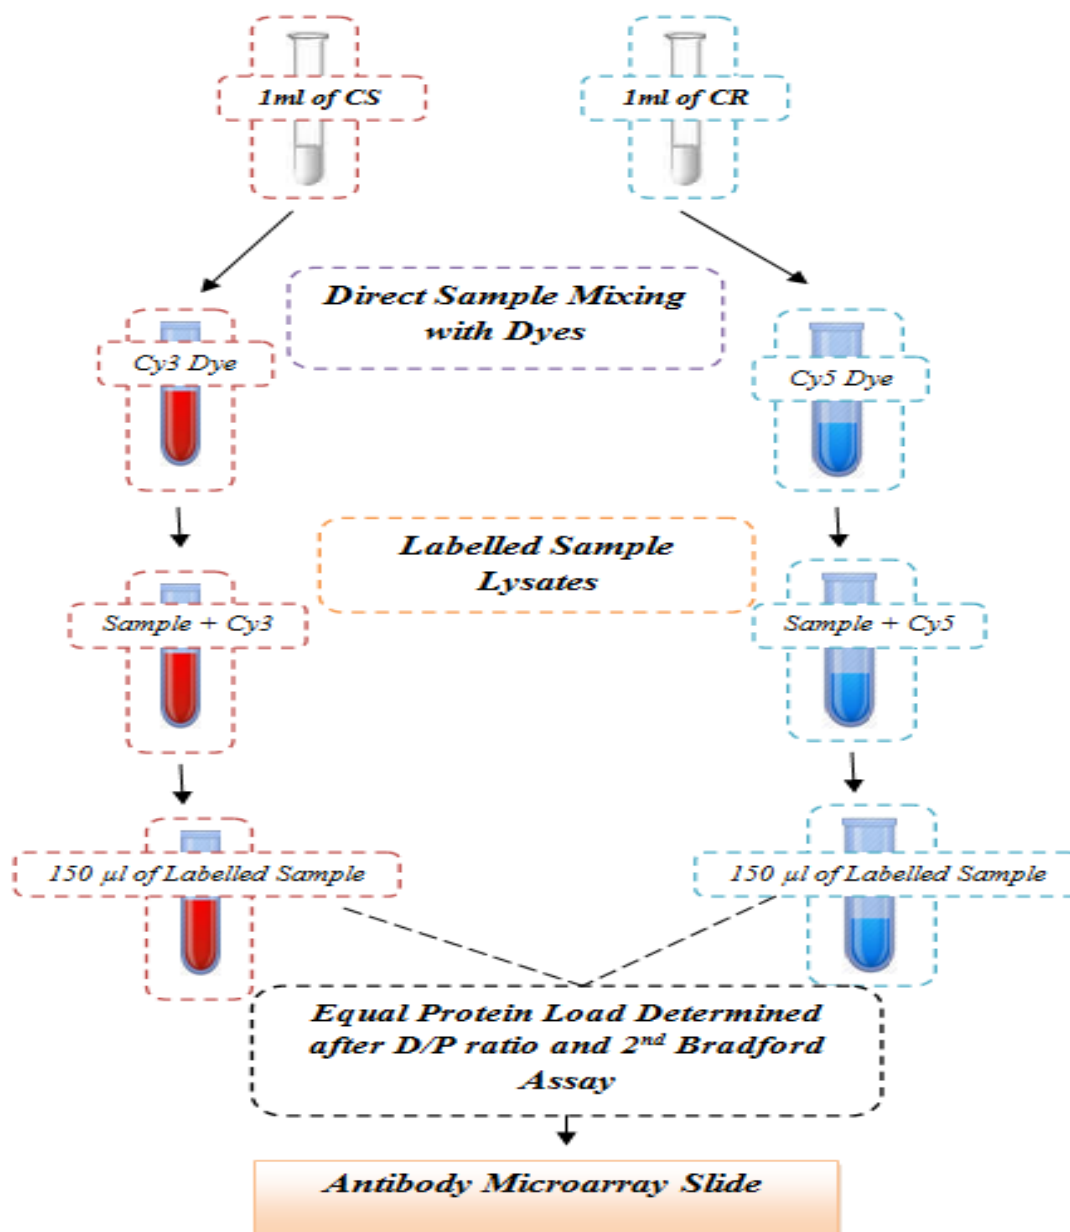 1ml of CS
1ml of CR
Direct Sample Mixing
with Dyes
Cy3 Dye
Cy5 Dye
Labelled Sample
Lysates
Sample + Cy3
Sample + Cy5
150 µl of Labelled Sample
150 µl of Labelled Sample
Equal Protein Load Determined
after D/P ratio and 2nd Bradford
Assay
Antibody Microarray Slide